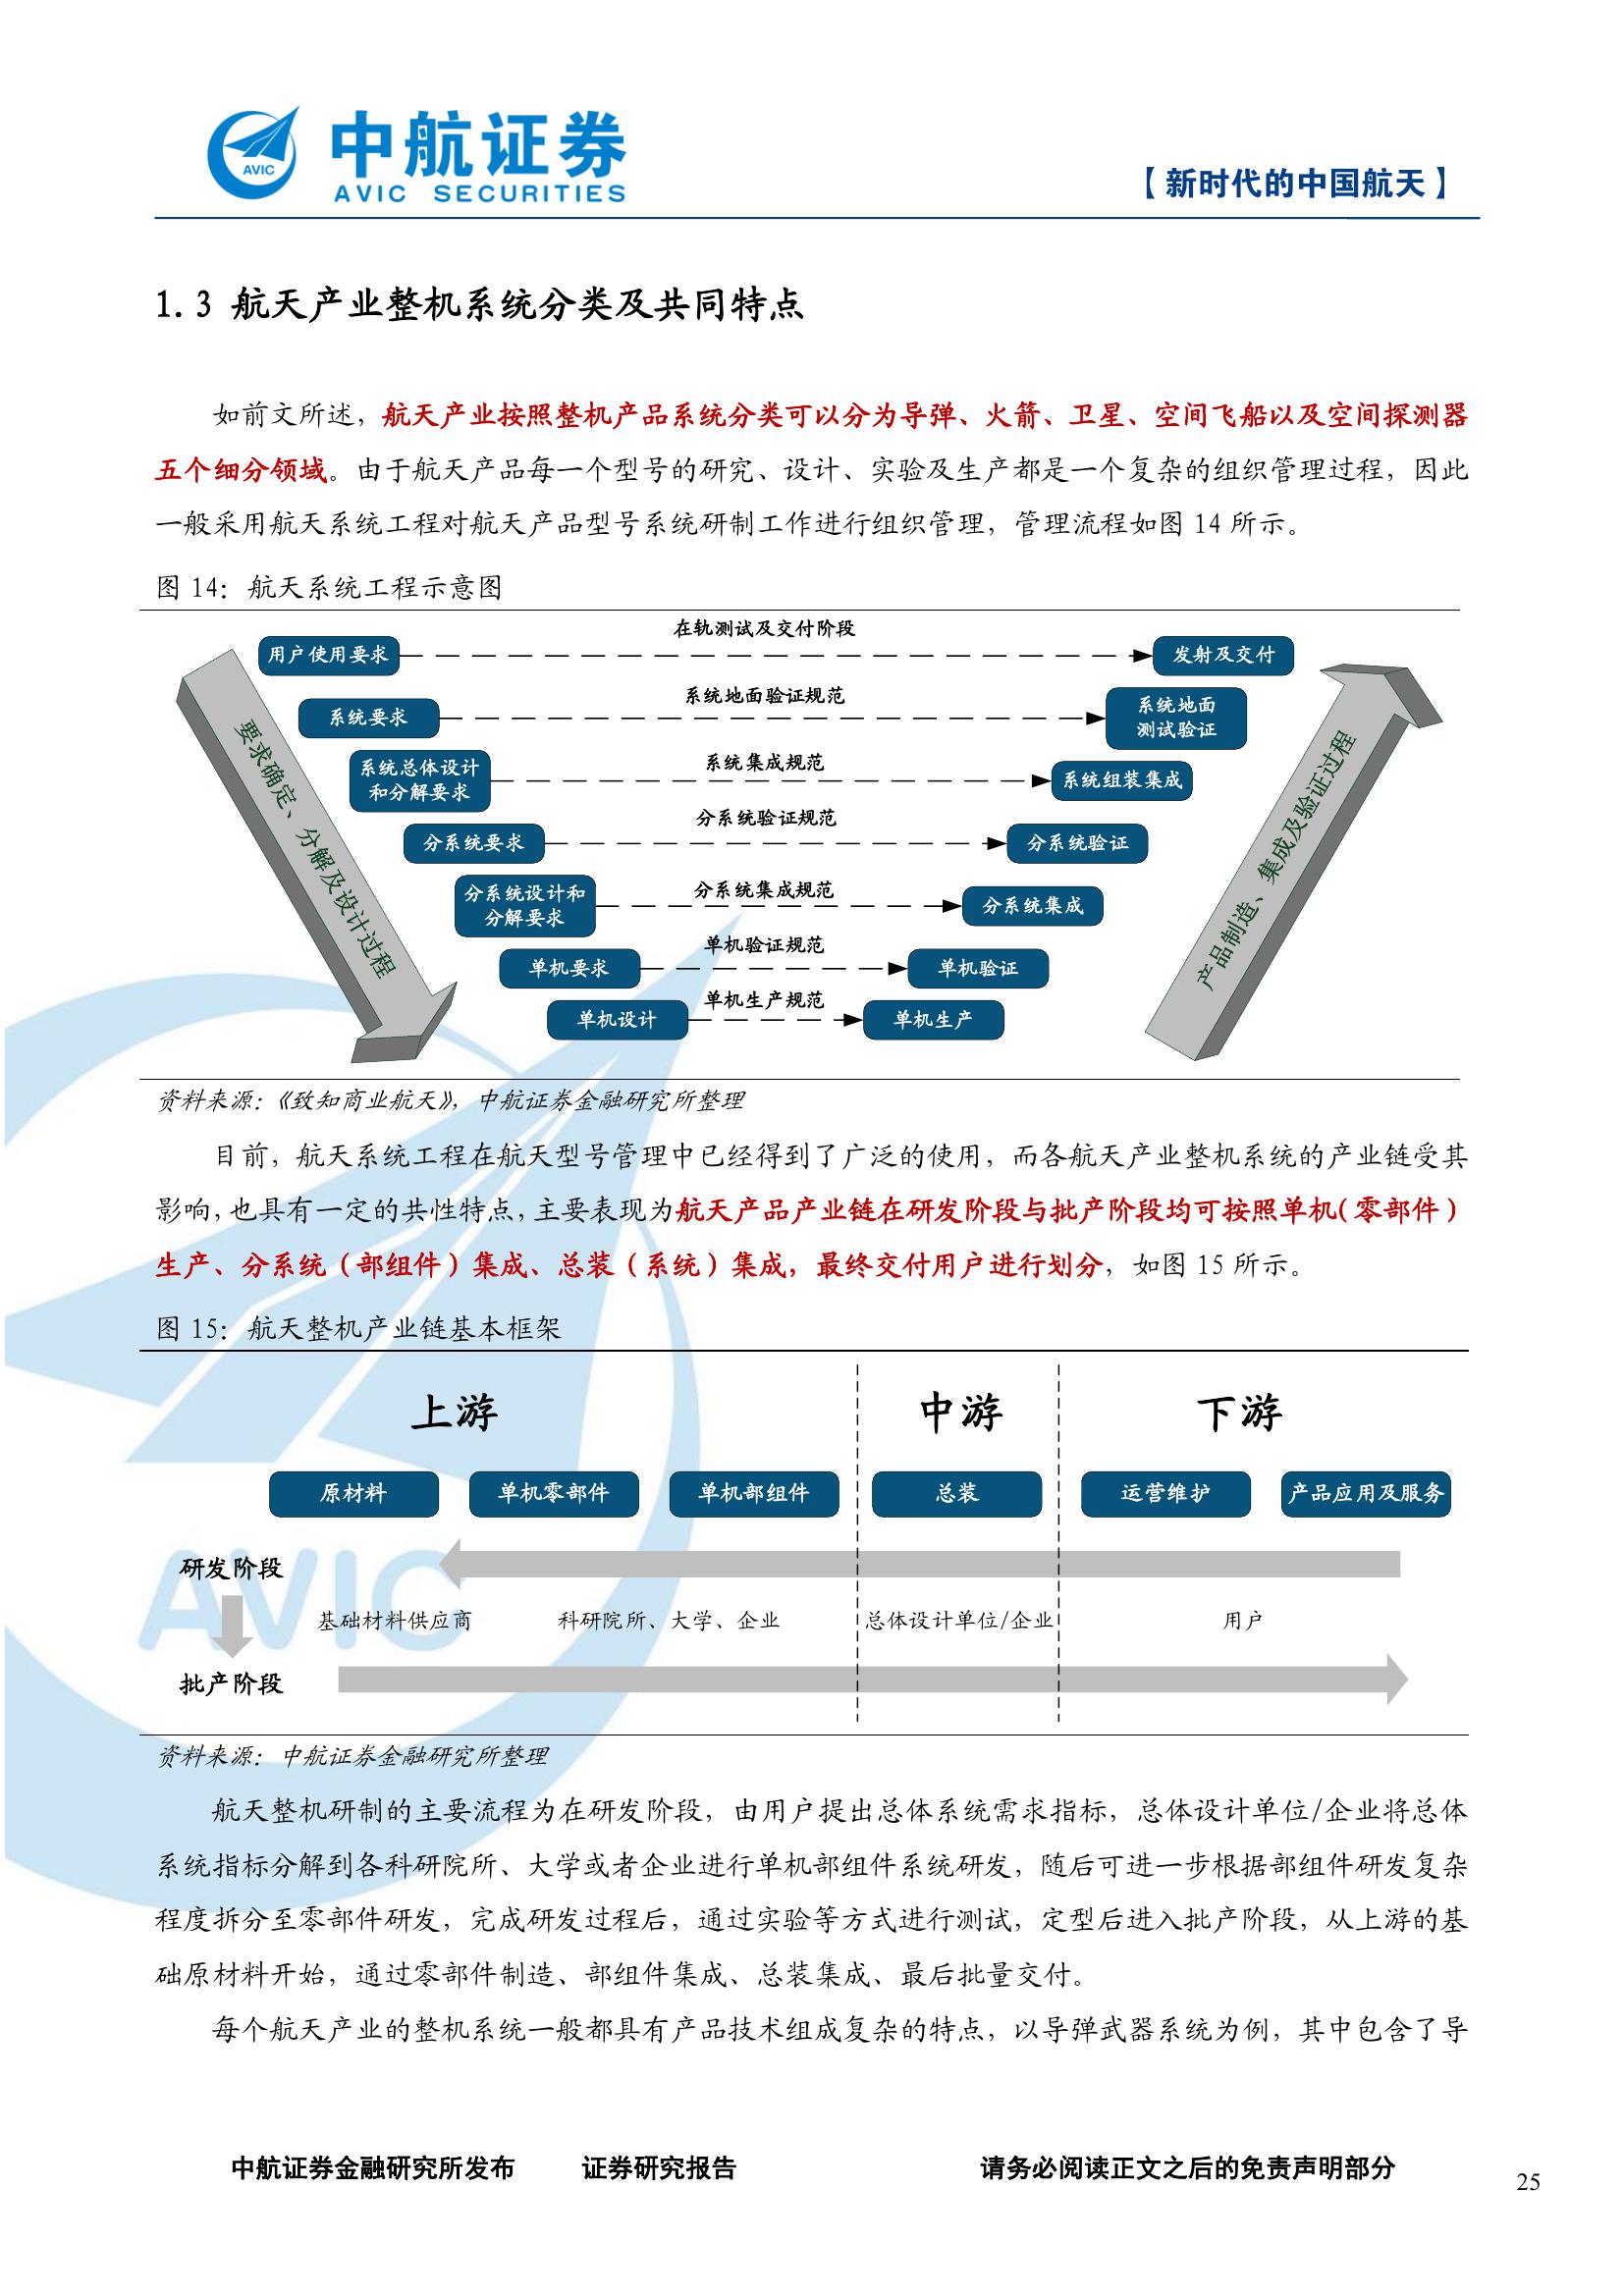 AVIC
中航证券
AVIC SECURITIES
【新时代的中国航天】
1.3 航天产业整机系统分类及共同特点
如前文所述，航天产业按照整机产品系统分类可以分为导弹、火箭、卫星、空间飞船以及空间探测器
五个细分领域。由于航天产品每一个型号的研究、设计、实验及生产都是一个复杂的组织管理过程，因此
一般采用航天系统工程对航天产品型号系统研制工作进行组织管理，管理流程如图 14 所示。
图 14：航天系统工程示意图
要求确定、分解及设计过程
用户使用要求
在轨测试及交付阶段
发射及交付
系统要求
系统地面验证规范
系统地面
测试验证
系统总体设计
和分解要求
系统集成规范
系统组装集成
分系统要求
分系统验证规范
分系统验证
分系统设计和
分解要求
分系统集成规范
分系统集成
单机要求
单机验证规范
单机验证
单机设计
单机生产规范
单机生产
产品制造、集成及验证过程
资料来源：《致知商业航天》，中航证券金融研究所整理
目前，航天系统工程在航天型号管理中已经得到了广泛的使用，而各航天产业整机系统的产业链受其
影响，也具有一定的共性特点，主要表现为航天产品产业链在研发阶段与批产阶段均可按照单机（零部件）
生产、分系统（部组件）集成、总装（系统）集成，最终交付用户进行划分，如图 15 所示。
图 15：航天整机产业链基本框架
上游
中游
下游
原材料
单机零部件
单机部组件
总装
运营维护
产品应用及服务
研发阶段
基础材料供应商
科研院所、大学、企业
总体设计单位/企业
用户
批产阶段
AVIC
资料来源：中航证券金融研究所整理
航天整机研制的主要流程为在研发阶段，由用户提出总体系统需求指标，总体设计单位/企业将总体
系统指标分解到各科研院所、大学或者企业进行单机部组件系统研发，随后可进一步根据部组件研发复杂
程度拆分至零部件研发，完成研发过程后，通过实验等方式进行测试，定型后进入批产阶段，从上游的基
础原材料开始，通过零部件制造、部组件集成、总装集成、最后批量交付。
每个航天产业的整机系统一般都具有产品技术组成复杂的特点，以导弹武器系统为例，其中包含了导
中航证券金融研究所发布 证券研究报告 请务必阅读正文之后的免责声明部分
25